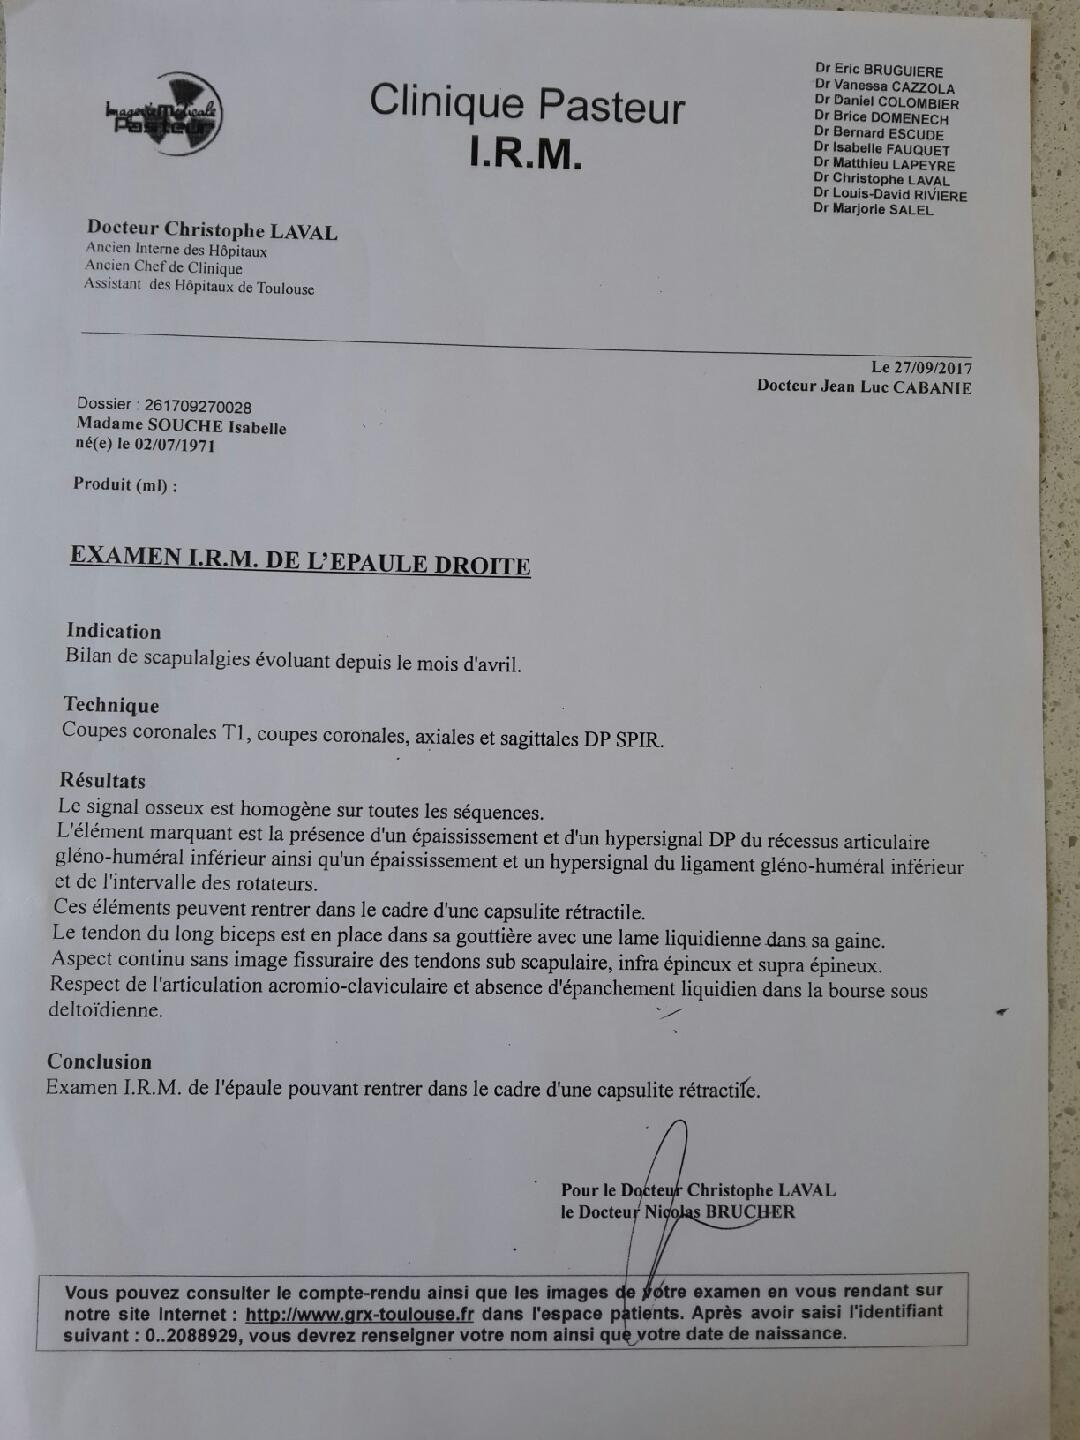 Imagerie Médicale
Pasteur
Clinique Pasteur
I.R.M.
Dr Eric BRUGUIERE
Dr Vanessa CAZZOLA
Dr Daniel COLOMBIER
Dr Brice DOMENECH
Dr Bernard ESCUDE
Dr Isabelle FAUQUET
Dr Matthieu LAPEYRE
Dr Christophe LAVAL
Dr Louis-David RIVIERE
Dr Marjorie SALEL
Docteur Christophe LAVAL
Ancien Interne des Hôpitaux
Ancien Chef de Clinique
Assistant des Hôpitaux de Toulouse
Le 27/09/2017
Docteur Jean Luc CABANIE
Dossier : 261709270028
Madame SOUCHE Isabelle
né(e) le 02/07/1971
Produit (ml) :
EXAMEN I.R.M. DE L'EPAULE DROITE
Indication
Bilan de scapulalgies évoluant depuis le mois d'avril.
Technique
Coupes coronales T1, coupes coronales, axiales et sagittales DP SPIR.
Résultats
Le signal osseux est homogène sur toutes les séquences.
L'élément marquant est la présence d'un épaississement et d'un hypersignal DP du récessus articulaire
gléno-huméral inférieur ainsi qu'un épaississement et un hypersignal du ligament gléno-huméral inférieur
et de l'intervalle des rotateurs.
Ces éléments peuvent rentrer dans le cadre d'une capsulite rétractile.
Le tendon du long biceps est en place dans sa gouttière avec une lame liquidienne dans sa gaine.
Aspect continu sans image fissuraire des tendons sub scapulaire, infra épineux et supra épineux.
Respect de l'articulation acromio-claviculaire et absence d'épanchement liquidien dans la bourse sous
deltoïdienne.
Conclusion
Examen I.R.M. de l'épaule pouvant rentrer dans le cadre d'une capsulite rétractile.
Pour le Docteur Christophe LAVAL
le Docteur Nicolas BRUCHER
Vous pouvez consulter le compte-rendu ainsi que les images de votre examen en vous rendant sur
notre site Internet : http://www.grx-toulouse.fr dans l'espace patients. Après avoir saisi l'identifiant
suivant : 0..2088929, vous devrez renseigner votre nom ainsi que votre date de naissance.